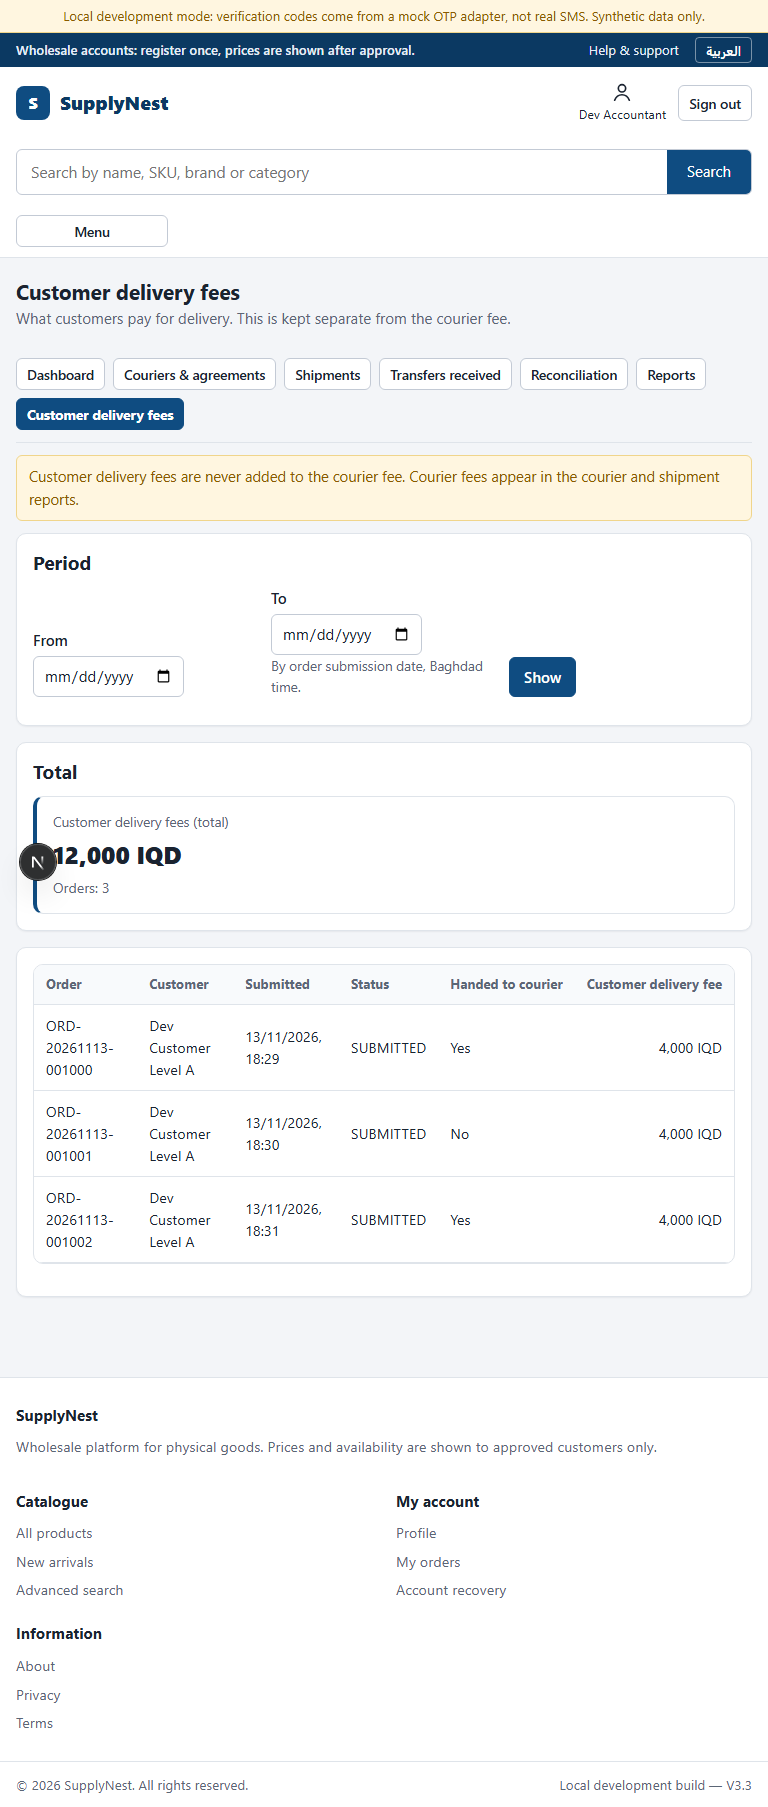 Local development mode: verification codes come from a mock OTP adapter, not real SMS. Synthetic data only.
Wholesale accounts: register once, prices are shown after approval.
Help & support
العربية
S
SupplyNest
Dev Accountant
Sign out
Search by name, SKU, brand or category
Search
Menu
Customer delivery fees
What customers pay for delivery. This is kept separate from the courier fee.
Dashboard
Couriers & agreements
Shipments
Transfers received
Reconciliation
Reports
Customer delivery fees
Customer delivery fees are never added to the courier fee. Courier fees appear in the courier and shipment
reports.
Period
From
mm/dd/yyyy
To
mm/dd/yyyy
By order submission date, Baghdad
time.
Show
Total
Customer delivery fees (total)
12,000 IQD
N
Orders: 3
Order Customer Submitted Status Handed to courier Customer delivery fee
ORD-
20261113-
001000
Dev
Customer
Level A
13/11/2026,
18:29
SUBMITTED
Yes
4,000 IQD
ORD-
20261113-
001001
Dev
Customer
Level A
13/11/2026,
18:30
SUBMITTED
No
4,000 IQD
ORD-
20261113-
001002
Dev
Customer
Level A
13/11/2026,
18:31
SUBMITTED
Yes
4,000 IQD
SupplyNest
Wholesale platform for physical goods. Prices and availability are shown to approved customers only.
Catalogue
All products
New arrivals
Advanced search
My account
Profile
My orders
Account recovery
Information
About
Privacy
Terms
© 2026 SupplyNest. All rights reserved.
Local development build — V3.3